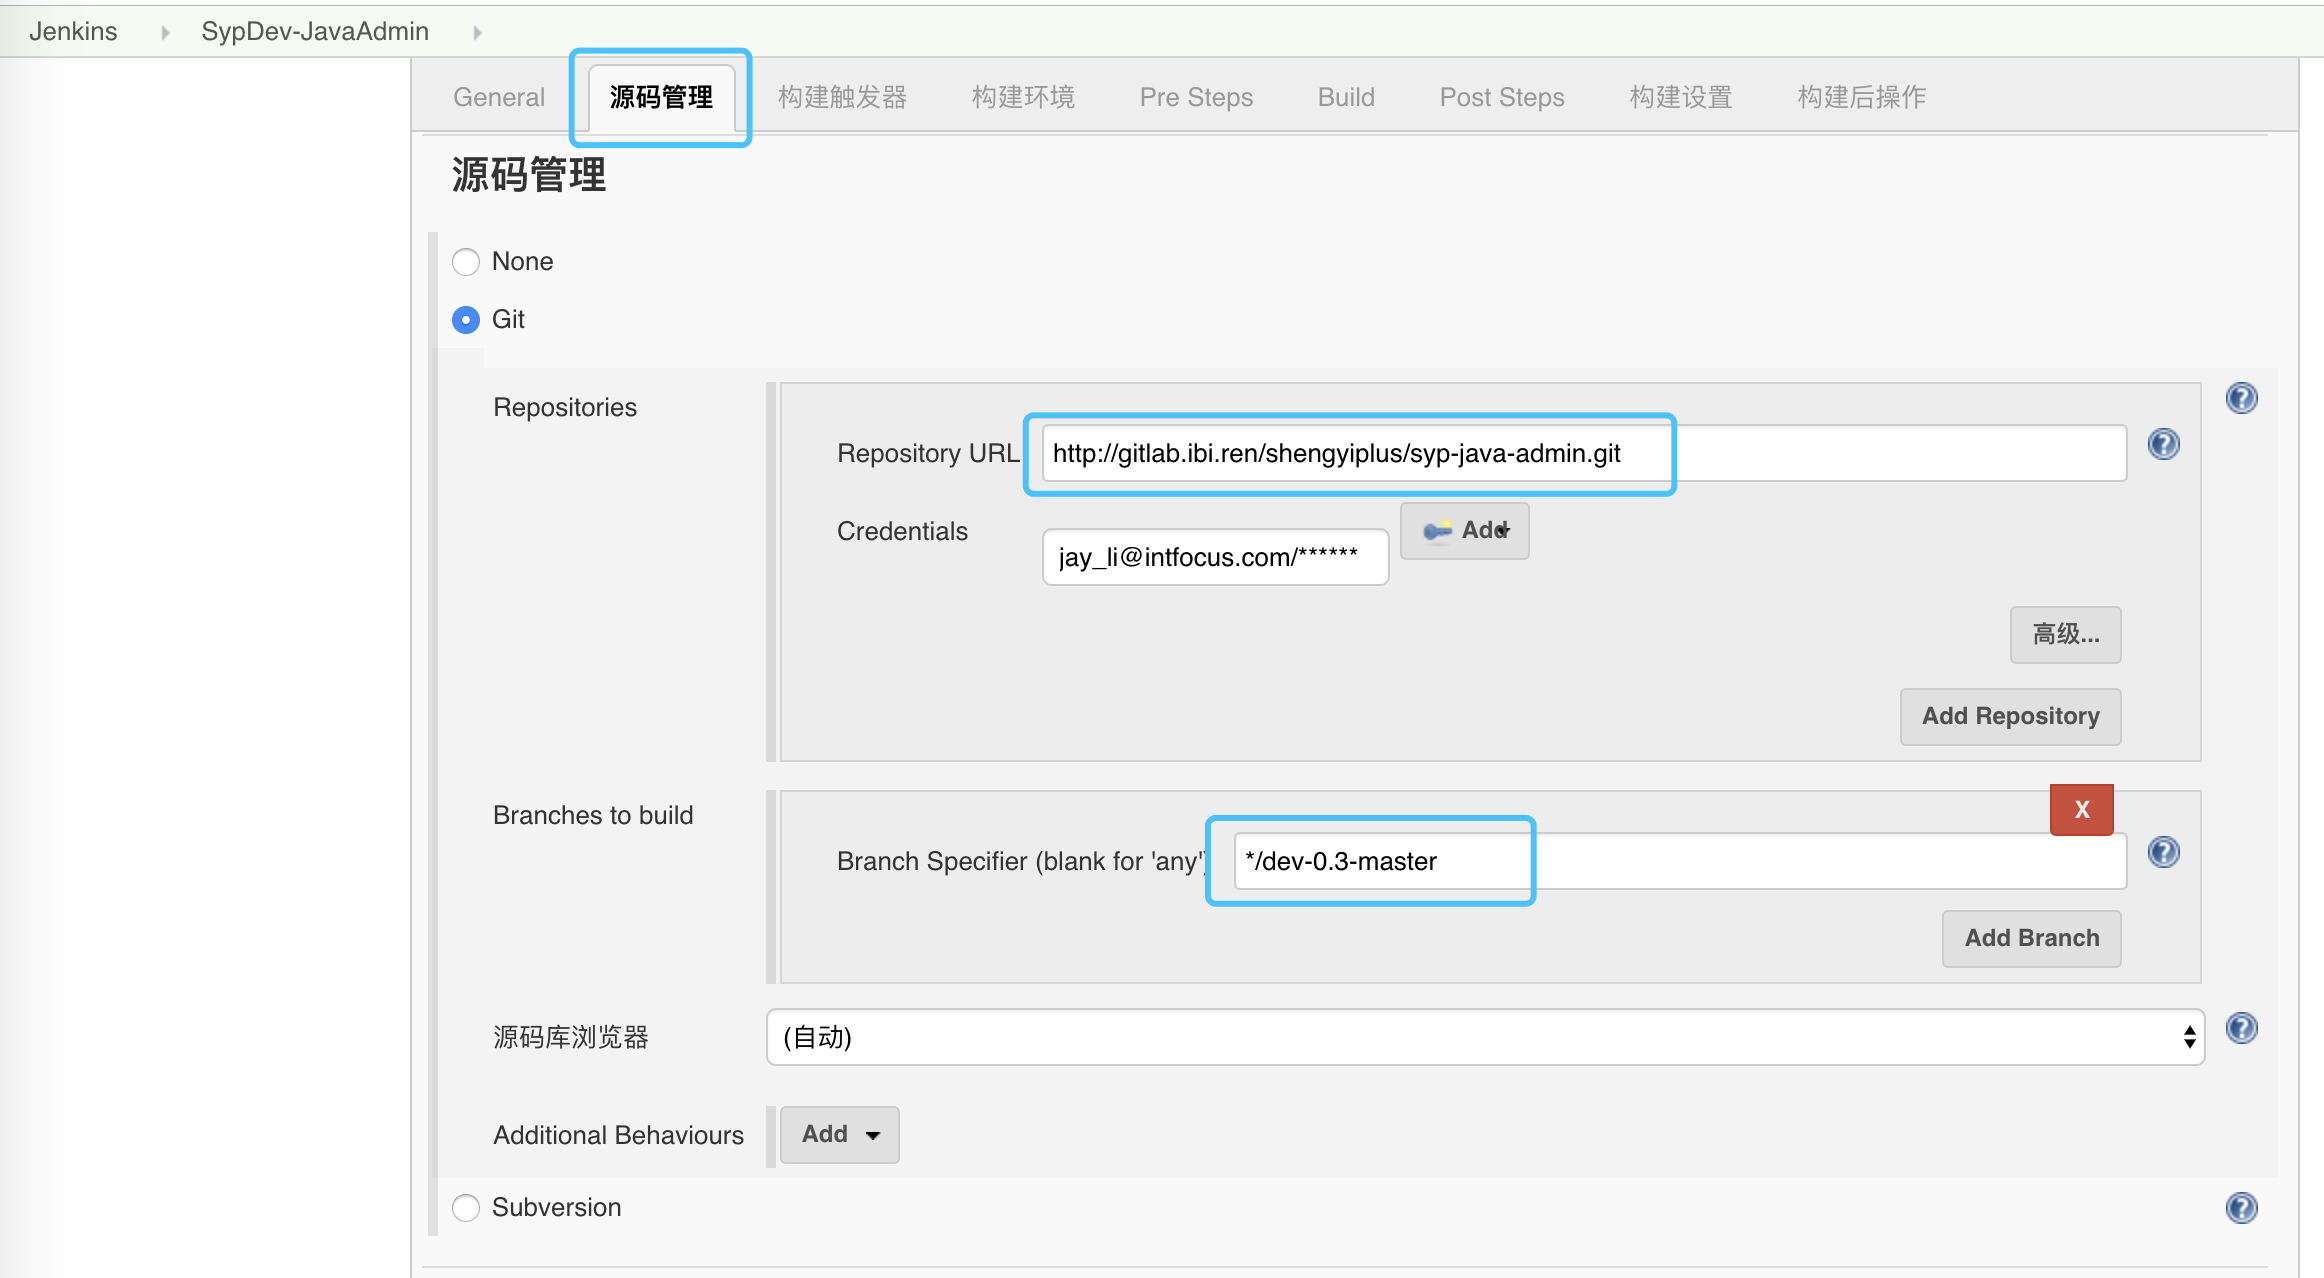 Jenkins SypDev-JavaAdmin
General 源码管理 构建触发器 构建环境 Pre Steps Build Post Steps 构建设置 构建后操作
源码管理
None
Git
Repositories
Repository URL http://gitlab.ibi.ren/shengyiplus/syp-java-admin.git
Credentials jay_li@intfocus.com/****** Add
高级...
Add Repository
Branches to build
X
Branch Specifier (blank for 'any') */dev-0.3-master
Add Branch
源码库浏览器 (自动)
Additional Behaviours Add
Subversion